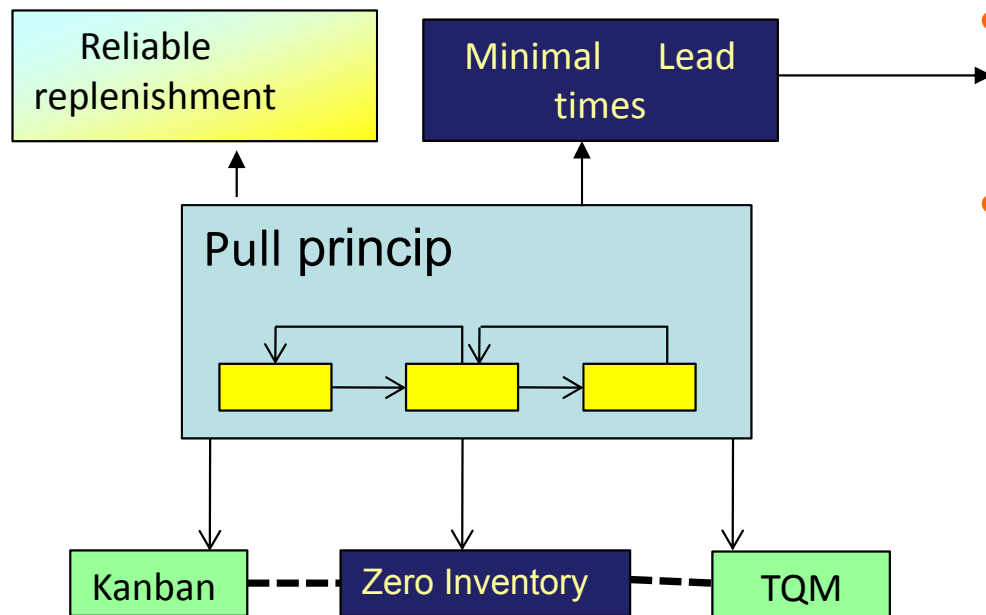 Reliable
replenishment
Minimal Lead
times
Pull princip
Kanban
Zero Inventory
TQM